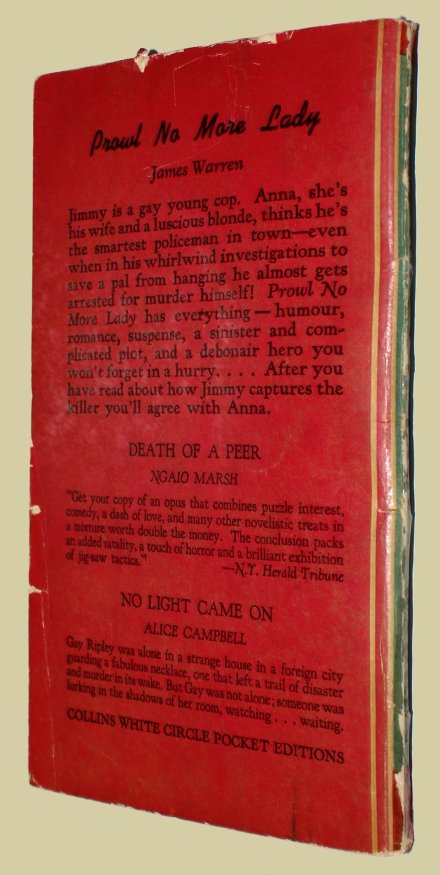 Prowl No More Lady
James Warren
Jimmy is a gay young cop. Anna, she's
his wife and a luscious blonde, thinks he's
the smartest policeman in town—even
when in his whirlwind investigations to
save a pal from hanging he almost gets
arrested for murder himself! Prowl No
More Lady has everything—humour,
romance, suspense, a sinister and com-
plicated plot, and a debonair hero you
won't forget in a hurry. . . . After you
have read about how Jimmy captures the
killer you'll agree with Anna.
DEATH OF A PEER
NGAIO MARSH
"Get your copy of an opus that combines puzzle interest,
comedy, a dash of love, and many other novelistic treats in
a mixture worth double the money. The conclusion packs
an added fatality, a touch of horror and a brilliant exhibition
of jig-saw tactics."
—N.Y. Herald Tribune
NO LIGHT CAME ON
ALICE CAMPBELL
Gay Ripley was alone in a strange house in a foreign city
guarding a fabulous necklace, one that left a trail of disaster
and murder in its wake. But Gay was not alone; someone was
lurking in the shadows of her room, watching . . . waiting.
COLLINS WHITE CIRCLE POCKET EDITIONS